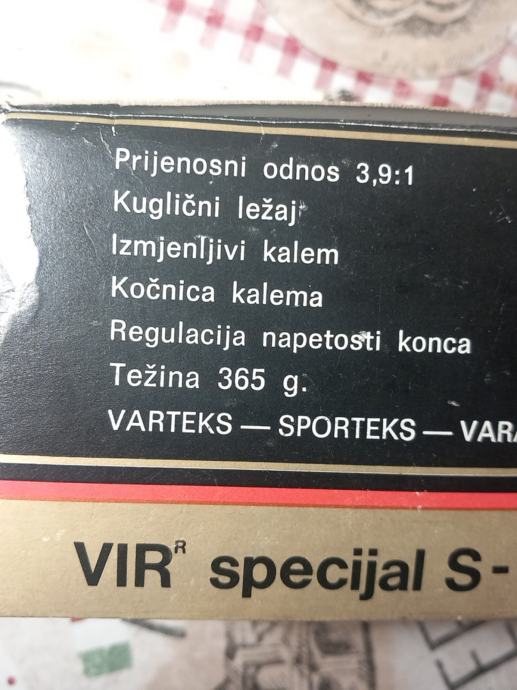 Prijenosni odnos 3,9:1
Kuglični ležaj
Izmjenljivi kalem
Kočnica kalema
Regulacija napetosti konca
Težina 365 g.
VARTEKS — SPORTEKS —
VIR R specijal S-